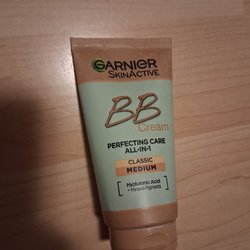 GARNIER
SKINACTIVE
BB
Cream
PERFECTING CARE
ALL-IN-1
CLASSIC
MEDIUM
Hyaluronic Acid
+ Mineral Pigments